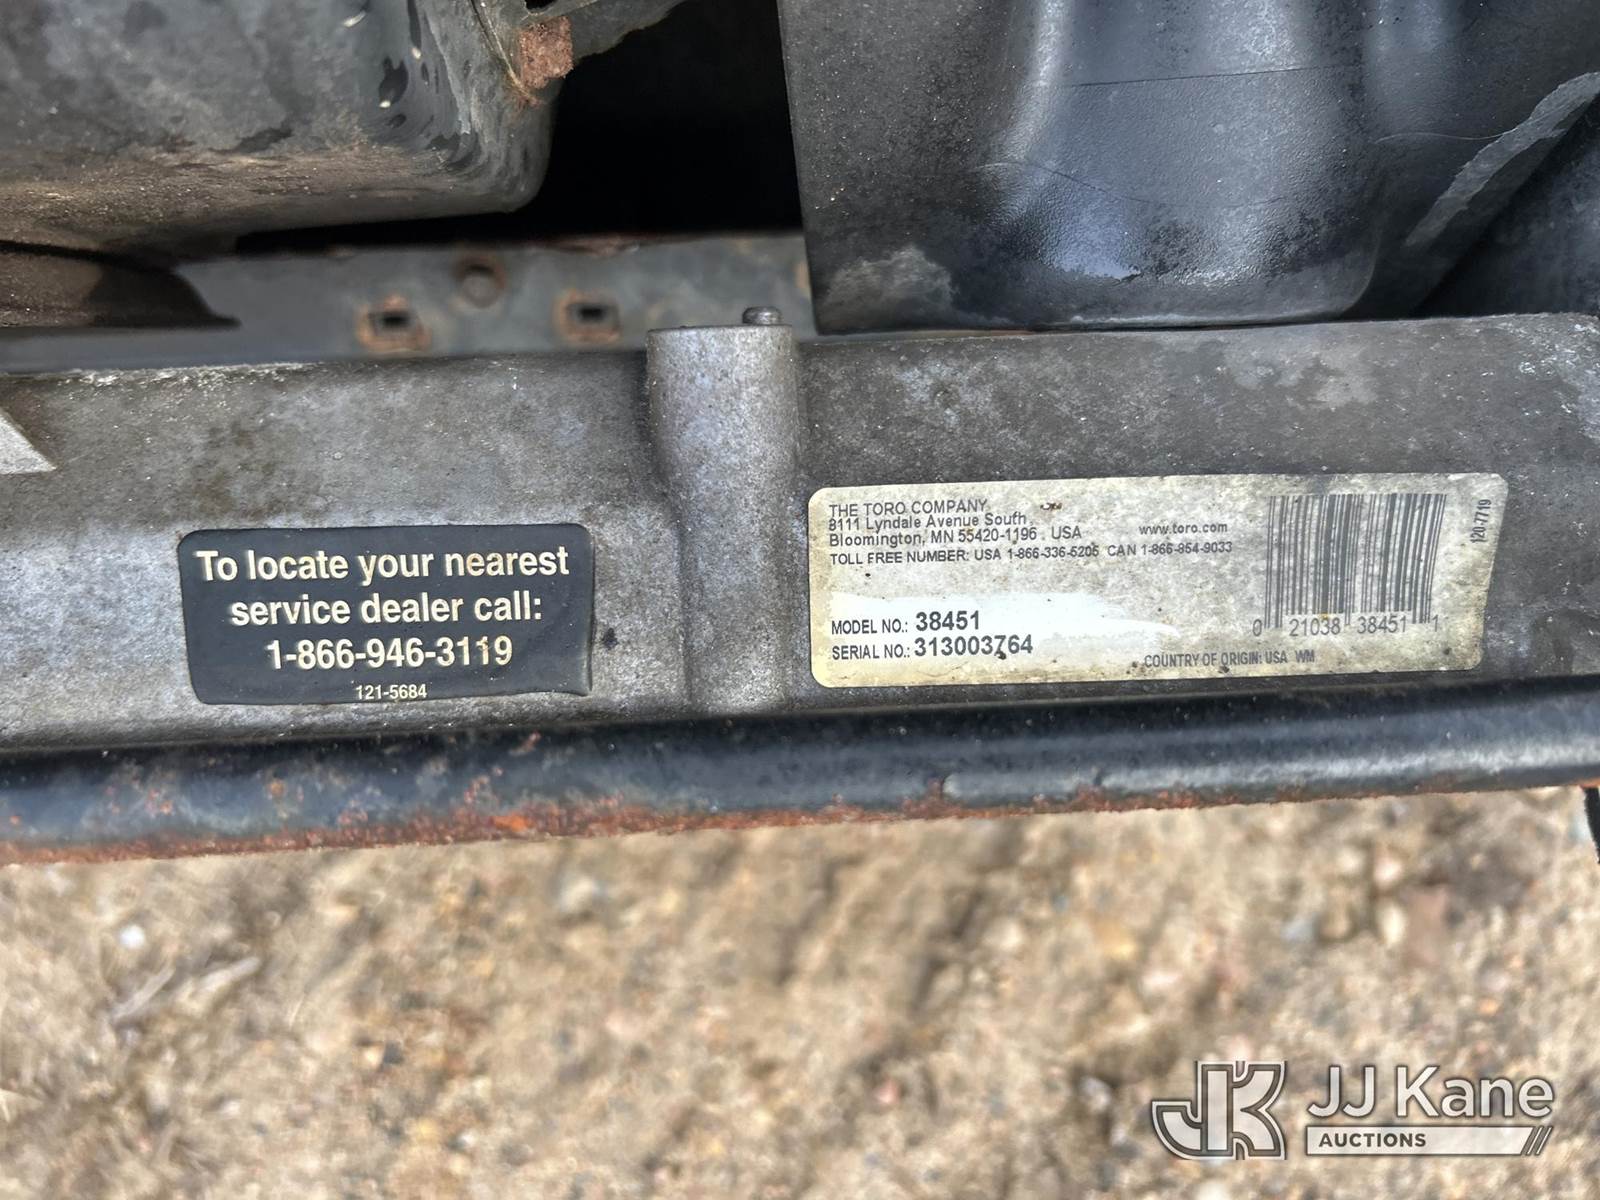 To locate your nearest
service dealer call:
1-866-946-3119
121-5684
THE TORO COMPANY
8111 Lyndale Avenue South
Bloomington, MN 55420-1196 USA
www.toro.com
TOLL FREE NUMBER: USA 1-866-336-5205 CAN 1-866-854-9033
MODEL NO.: 38451
SERIAL NO.: 313003764
0 21038 38451 1
COUNTRY OF ORIGIN: USA WM
120-7719
JK JJ Kane
AUCTIONS